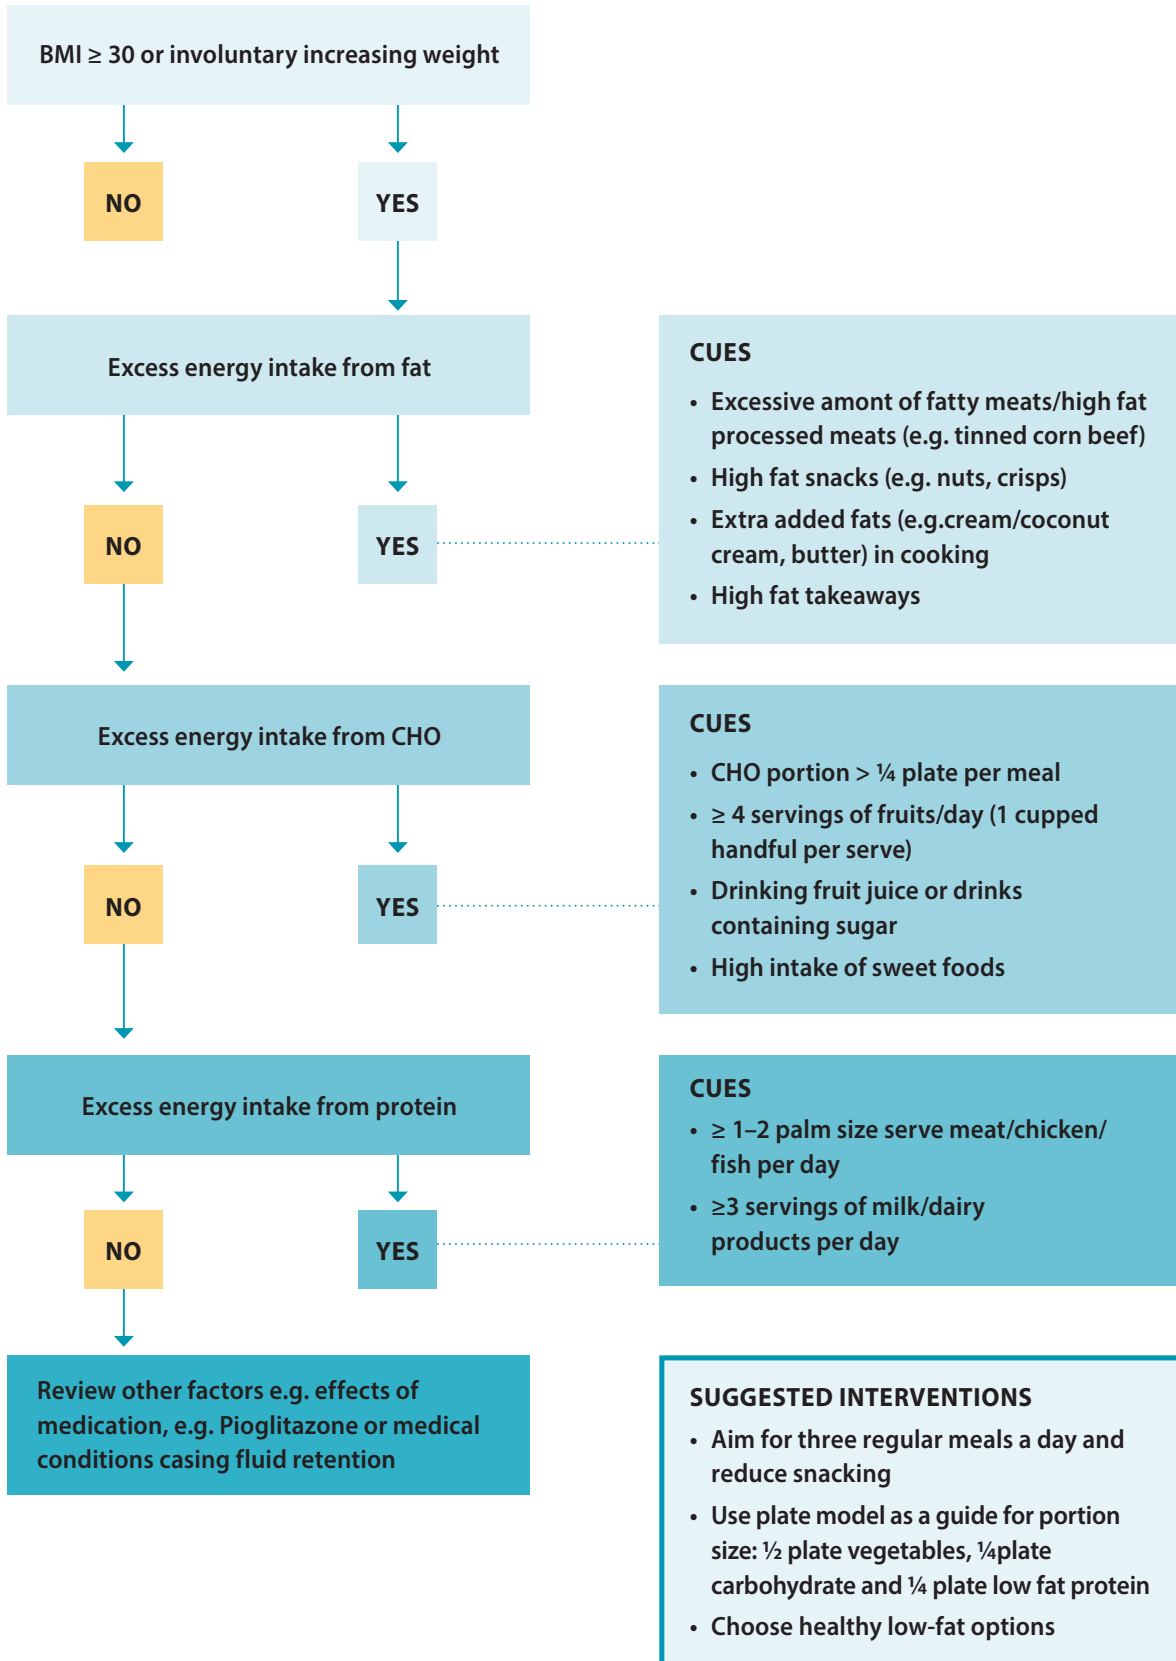 BMI ≥ 30 or involuntary increasing weight
NO
YES
Excess energy intake from fat
NO
YES
CUES
• Excessive amont of fatty meats/high fat
processed meats (e.g. tinned corn beef)
• High fat snacks (e.g. nuts, crisps)
• Extra added fats (e.g.cream/coconut
cream, butter) in cooking
• High fat takeaways
Excess energy intake from CHO
NO
YES
CUES
• CHO portion > ¼ plate per meal
• ≥ 4 servings of fruits/day (1 cupped
handful per serve)
• Drinking fruit juice or drinks
containing sugar
• High intake of sweet foods
Excess energy intake from protein
NO
YES
CUES
• ≥ 1–2 palm size serve meat/chicken/
fish per day
• ≥3 servings of milk/dairy
products per day
Review other factors e.g. effects of
medication, e.g. Pioglitazone or medical
conditions casing fluid retention
SUGGESTED INTERVENTIONS
• Aim for three regular meals a day and
reduce snacking
• Use plate model as a guide for portion
size: ½ plate vegetables, ¼plate
carbohydrate and ¼ plate low fat protein
• Choose healthy low-fat options